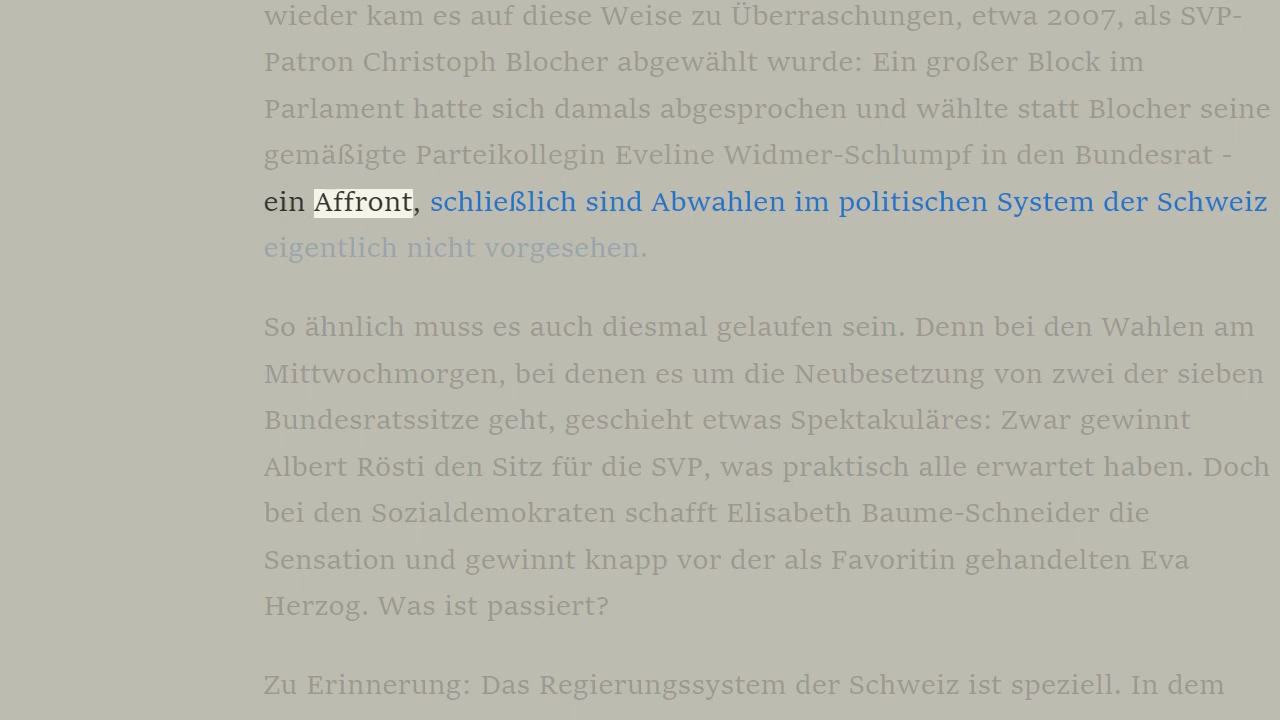 wieder kam es auf diese Weise zu Überraschungen, etwa 2007, als SVP-
Patron Christoph Blocher abgewählt wurde: Ein großer Block im
Parlament hatte sich damals abgesprochen und wählte statt Blocher seine
gemäßigte Parteikollegin Eveline Widmer-Schlumpf in den Bundesrat -
ein Affront, schließlich sind Abwahlen im politischen System der Schweiz
eigentlich nicht vorgesehen.
So ähnlich muss es auch diesmal gelaufen sein. Denn bei den Wahlen am
Mittwochmorgen, bei denen es um die Neubesetzung von zwei der sieben
Bundesratssitze geht, geschieht etwas Spektakuläres: Zwar gewinnt
Albert Rösti den Sitz für die SVP, was praktisch alle erwartet haben. Doch
bei den Sozialdemokraten schafft Elisabeth Baume-Schneider die
Sensation und gewinnt knapp vor der als Favoritin gehandelten Eva
Herzog. Was ist passiert?
Zu Erinnerung: Das Regierungssystem der Schweiz ist speziell. In dem